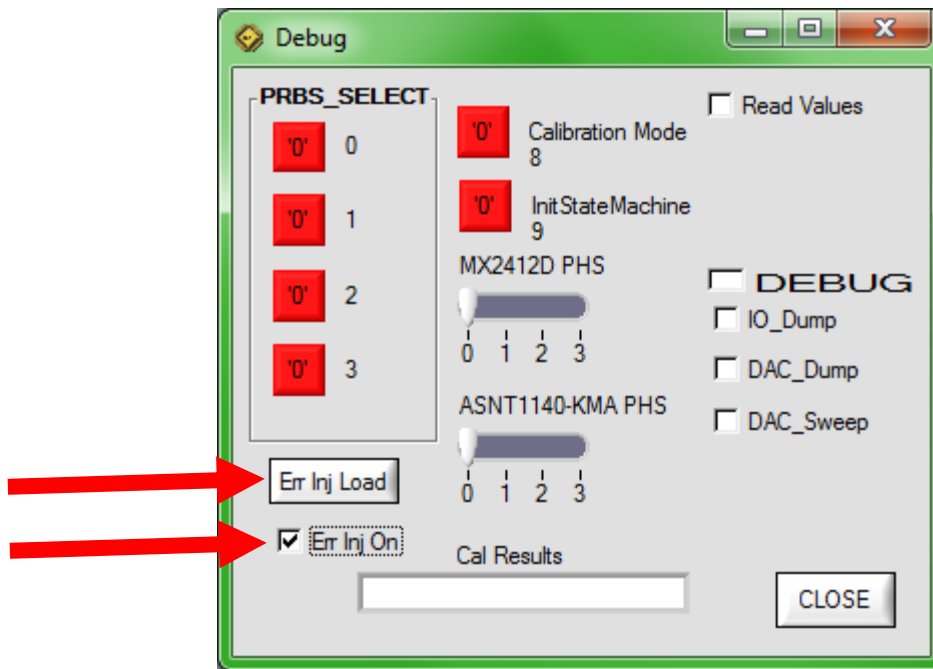 Debug
PRBS_SELECT
'0' 0
'0' 1
'0' 2
'0' 3
Err Inj Load
Err Inj On
'0' Calibration Mode
8
'0' InitStateMachine
9
MX2412D PHS
0 1 2 3
ASNT1140-KMA PHS
0 1 2 3
Cal Results
Read Values
DEBUG
IO_Dump
DAC_Dump
DAC_Sweep
CLOSE